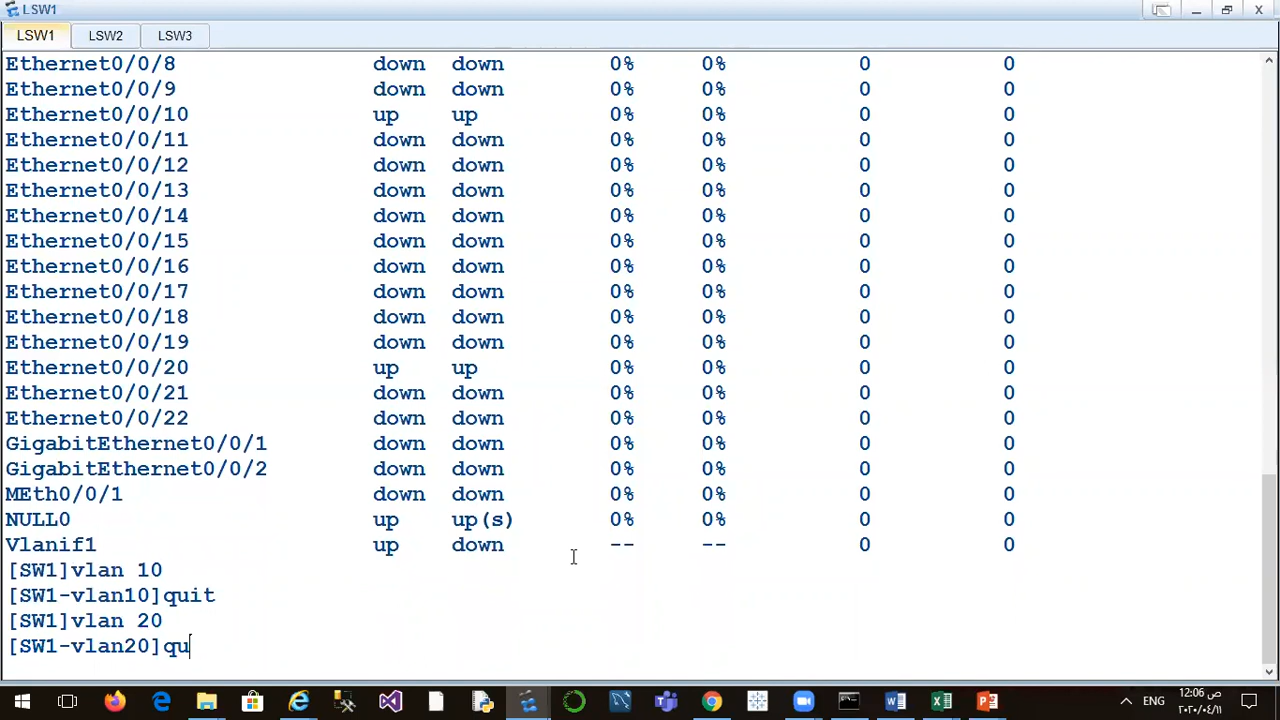 LSW1
LSW1 LSW2 LSW3
Ethernet0/0/8 down down 0% 0% 0 0
Ethernet0/0/9 down down 0% 0% 0 0
Ethernet0/0/10 up up 0% 0% 0 0
Ethernet0/0/11 down down 0% 0% 0 0
Ethernet0/0/12 down down 0% 0% 0 0
Ethernet0/0/13 down down 0% 0% 0 0
Ethernet0/0/14 down down 0% 0% 0 0
Ethernet0/0/15 down down 0% 0% 0 0
Ethernet0/0/16 down down 0% 0% 0 0
Ethernet0/0/17 down down 0% 0% 0 0
Ethernet0/0/18 down down 0% 0% 0 0
Ethernet0/0/19 down down 0% 0% 0 0
Ethernet0/0/20 up up 0% 0% 0 0
Ethernet0/0/21 down down 0% 0% 0 0
Ethernet0/0/22 down down 0% 0% 0 0
GigabitEthernet0/0/1 down down 0% 0% 0 0
GigabitEthernet0/0/2 down down 0% 0% 0 0
MEth0/0/1 down down 0% 0% 0 0
NULL0 up up(s) 0% 0% 0 0
Vlanif1 up down -- -- 0 0
[SW1]vlan 10
[SW1-vlan10]quit
[SW1]vlan 20
[SW1-vlan20]qu
ENG
12:06 ص
٢٠٢٠/٠٤/١١